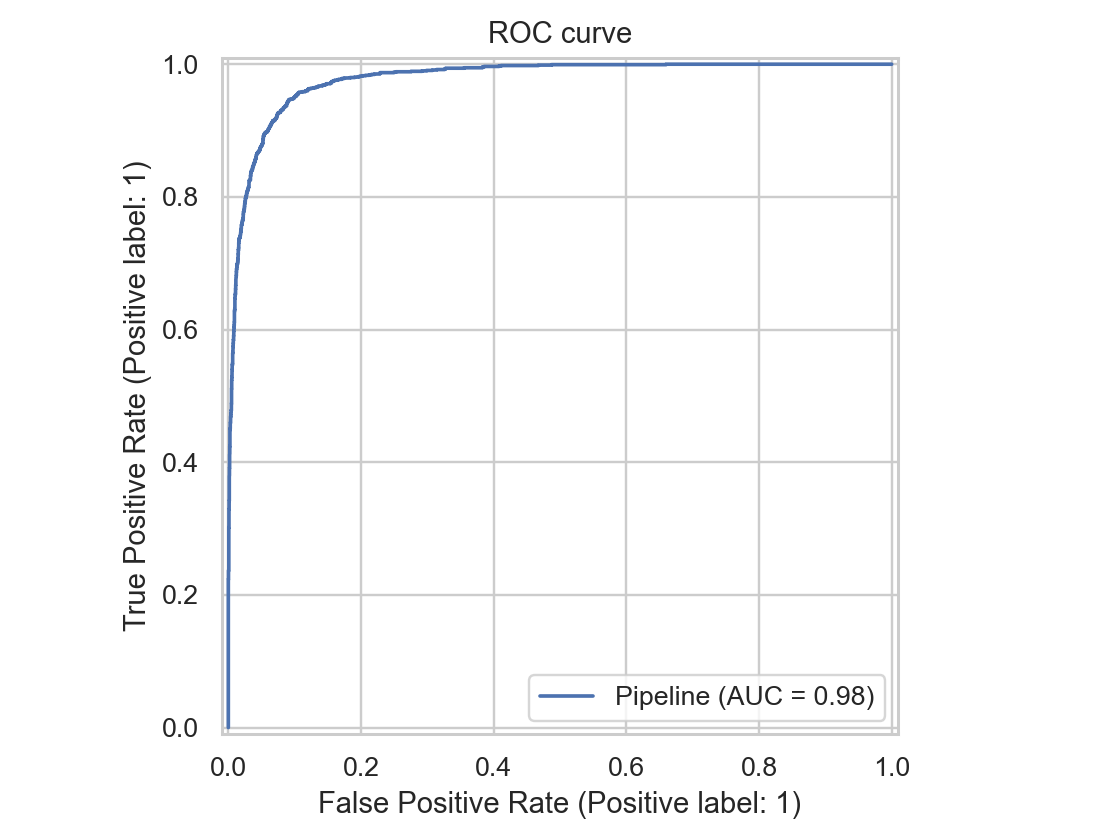 ROC curve
True Positive Rate (Positive label: 1)
1.0
0.8
0.6
0.4
0.2
0.0
Pipeline (AUC = 0.98)
0.0 0.2 0.4 0.6 0.8 1.0
False Positive Rate (Positive label: 1)